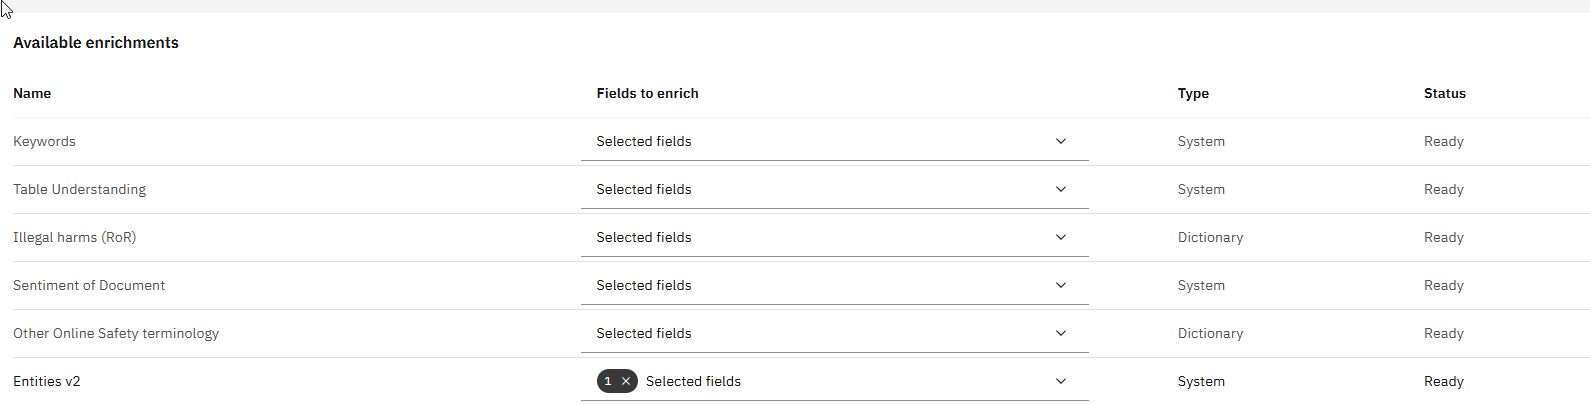 Available enrichments
Name Fields to enrich Type Status
Keywords Selected fields System Ready
Table Understanding Selected fields System Ready
Illegal harms (RoR) Selected fields Dictionary Ready
Sentiment of Document Selected fields System Ready
Other Online Safety terminology Selected fields Dictionary Ready
Entities v2 1 × Selected fields System Ready